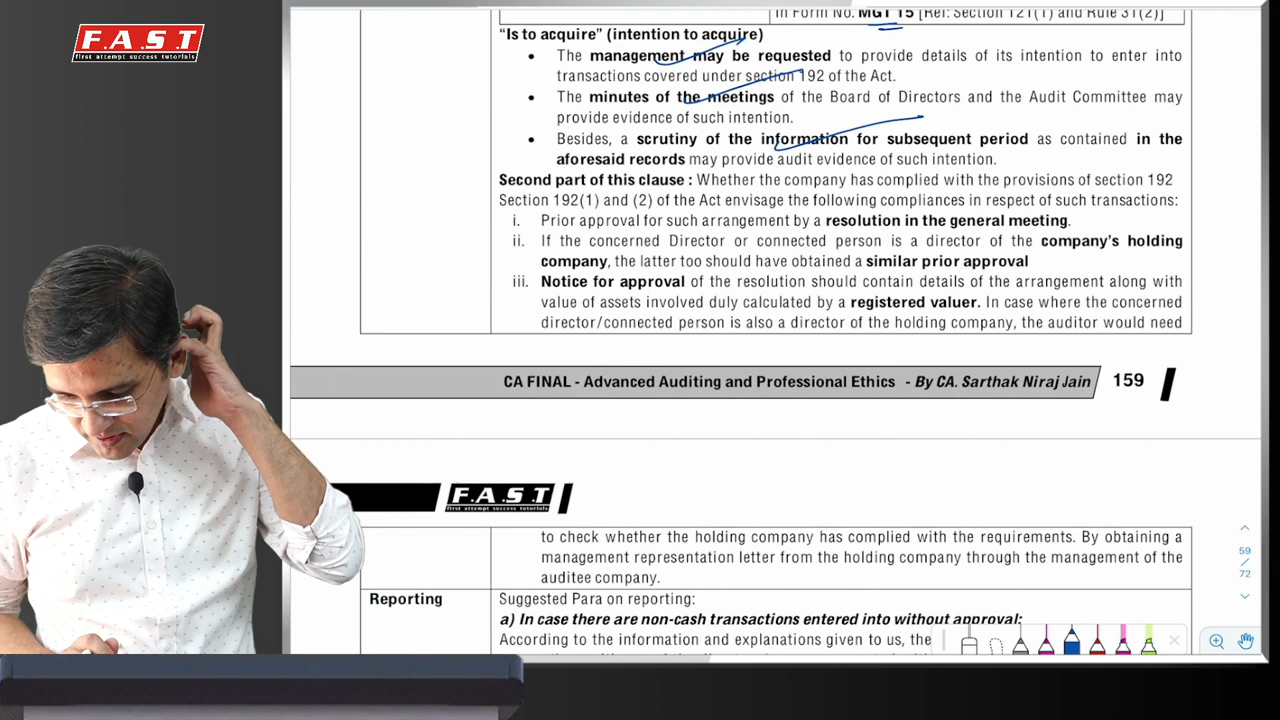 F.A.S.T
first attempt success tutorials
In Form No. MGT 15 [Ref: Section 121(1) and Rule 31(2)]
“Is to acquire” (intention to acquire)
• The management may be requested to provide details of its intention to enter into
transactions covered under section 192 of the Act.
• The minutes of the meetings of the Board of Directors and the Audit Committee may
provide evidence of such intention.
• Besides, a scrutiny of the information for subsequent period as contained in the
aforesaid records may provide audit evidence of such intention.
Second part of this clause : Whether the company has complied with the provisions of section 192
Section 192(1) and (2) of the Act envisage the following compliances in respect of such transactions:
i. Prior approval for such arrangement by a resolution in the general meeting.
ii. If the concerned Director or connected person is a director of the company’s holding
company, the latter too should have obtained a similar prior approval
iii. Notice for approval of the resolution should contain details of the arrangement along with
value of assets involved duly calculated by a registered valuer. In case where the concerned
director/connected person is also a director of the holding company, the auditor would need
CA FINAL - Advanced Auditing and Professional Ethics - By CA. Sarthak Niraj Jain 159
F.A.S.T
first attempt success tutorials
to check whether the holding company has complied with the requirements. By obtaining a
management representation letter from the holding company through the management of the
auditee company.
59
/
72
Reporting Suggested Para on reporting:
a) In case there are non-cash transactions entered into without approval:
According to the information and explanations given to us, the